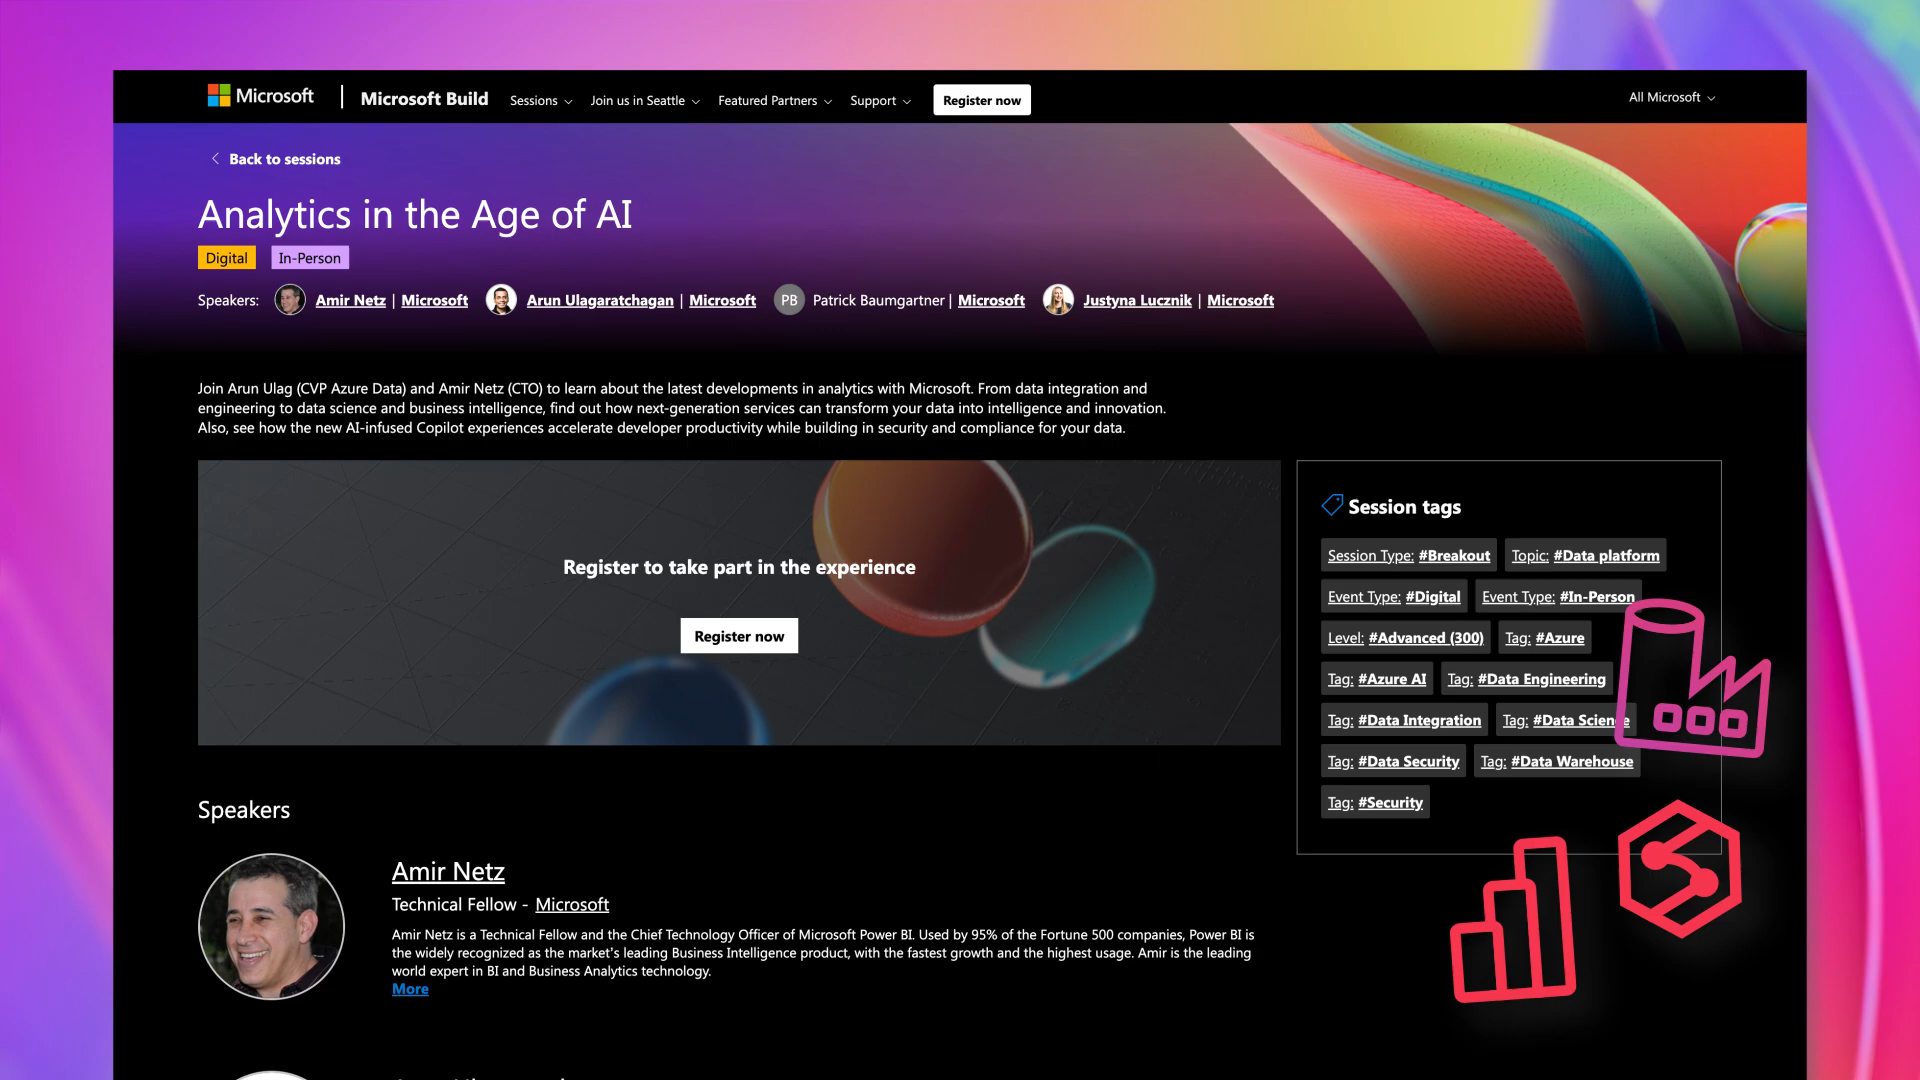 Microsoft
Microsoft Build
Sessions
Join us in Seattle
Featured Partners
Support
Register now
All Microsoft
Back to sessions
Analytics in the Age of AI
Digital
In-Person
Speakers: Amir Netz | Microsoft Arun Ulagaratchagan | Microsoft PB Patrick Baumgartner | Microsoft Justyna Lucznik | Microsoft
Join Arun Ulag (CVP Azure Data) and Amir Netz (CTO) to learn about the latest developments in analytics with Microsoft. From data integration and
engineering to data science and business intelligence, find out how next-generation services can transform your data into intelligence and innovation.
Also, see how the new AI-infused Copilot experiences accelerate developer productivity while building in security and compliance for your data.
Register to take part in the experience
Register now
Session tags
Session Type: #Breakout
Topic: #Data platform
Event Type: #Digital
Event Type: #In-Person
Level: #Advanced (300)
Tag: #Azure
Tag: #Azure AI
Tag: #Data Engineering
Tag: #Data Integration
Tag: #Data Science
Tag: #Data Security
Tag: #Data Warehouse
Tag: #Security
Speakers
Amir Netz
Technical Fellow - Microsoft
Amir Netz is a Technical Fellow and the Chief Technology Officer of Microsoft Power BI. Used by 95% of the Fortune 500 companies, Power BI is
the widely recognized as the market's leading Business Intelligence product, with the fastest growth and the highest usage. Amir is the leading
world expert in BI and Business Analytics technology.
More